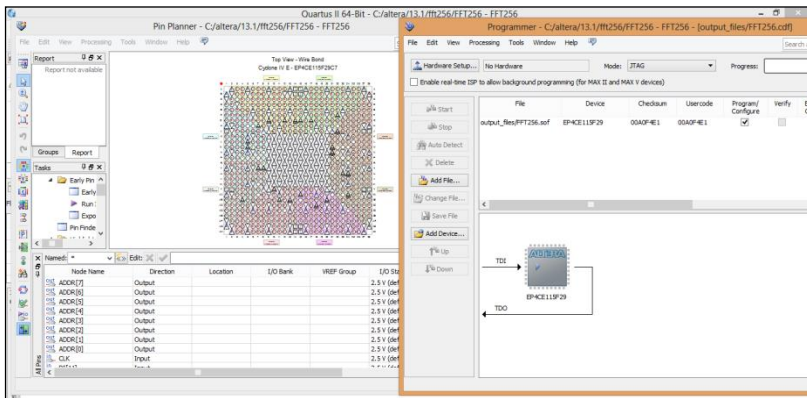 Quartus II 64-Bit - C:/altera/13.1/fft256/FFT256 - FFT256
Pin Planner - C:/altera/13.1/fft256/FFT256 - FFT256
File Edit View Processing Tools Window Help
Report
Report not available
Groups Report
Tasks
Early Pin
Early
Run
Expo
Pin Finde
Top View - Wire Bond
Cyclone IV E - EP4CE115F29C7
Named: * Edit:
Node Name Direction Location I/O Bank VREF Group I/O Sta
ADDR[7] Output 2.5 V (def
ADDR[6] Output 2.5 V (def
ADDR[5] Output 2.5 V (def
ADDR[4] Output 2.5 V (def
ADDR[3] Output 2.5 V (def
ADDR[2] Output 2.5 V (def
ADDR[1] Output 2.5 V (def
ADDR[0] Output 2.5 V (def
CLK Input 2.5 V (def
All Pins
Programmer - C:/altera/13.1/fft256/FFT256 - FFT256 - [output_files/FFT256.cdf]
File Edit View Processing Tools Window Help
Search
Hardware Setup... No Hardware Mode: JTAG Progress:
Enable real-time ISP to allow background programming (for MAX II and MAX V devices)
Start
Stop
Auto Detect
Delete
Add File...
Change File...
Save File
Add Device...
Up
Down
File Device Checksum Usercode Program/ Verify
Configure
output_files/FFT256.sof EP4CE115F29 00A0F4E1 00A0F4E1
TDI
ALTERA
EP4CE115F29
TDO